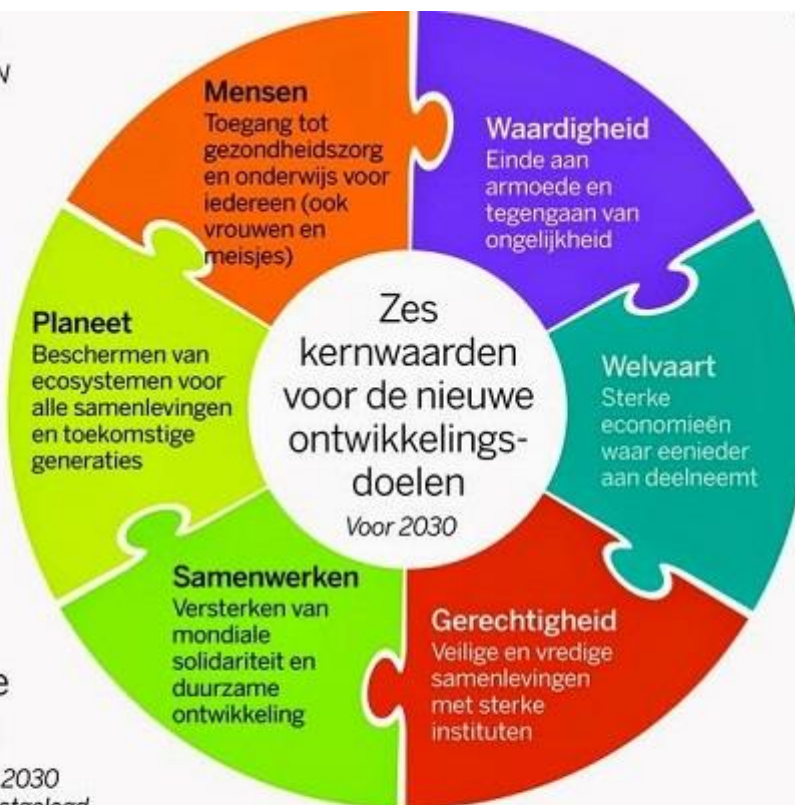 Mensen
Toegang tot
gezondheidszorg
en onderwijs voor
iedereen (ook
vrouwen en
meisjes)
Waardigheid
Einde aan
armoede en
tegengaan van
ongelijkheid
Planeet
Beschermen van
ecosystemen voor
alle samenlevingen
en toekomstige
generaties
Zes
kernwaarden
voor de nieuwe
ontwikkelings-
doelen
Voor 2030
Welvaart
Sterke
economieën
waar eenieder
aan deelneemt
Samenwerken
Versterken van
mondiale
solidariteit en
duurzame
ontwikkeling
Gerechtigheid
Veilige en vredige
samenlevingen
met sterke
instituten
2030